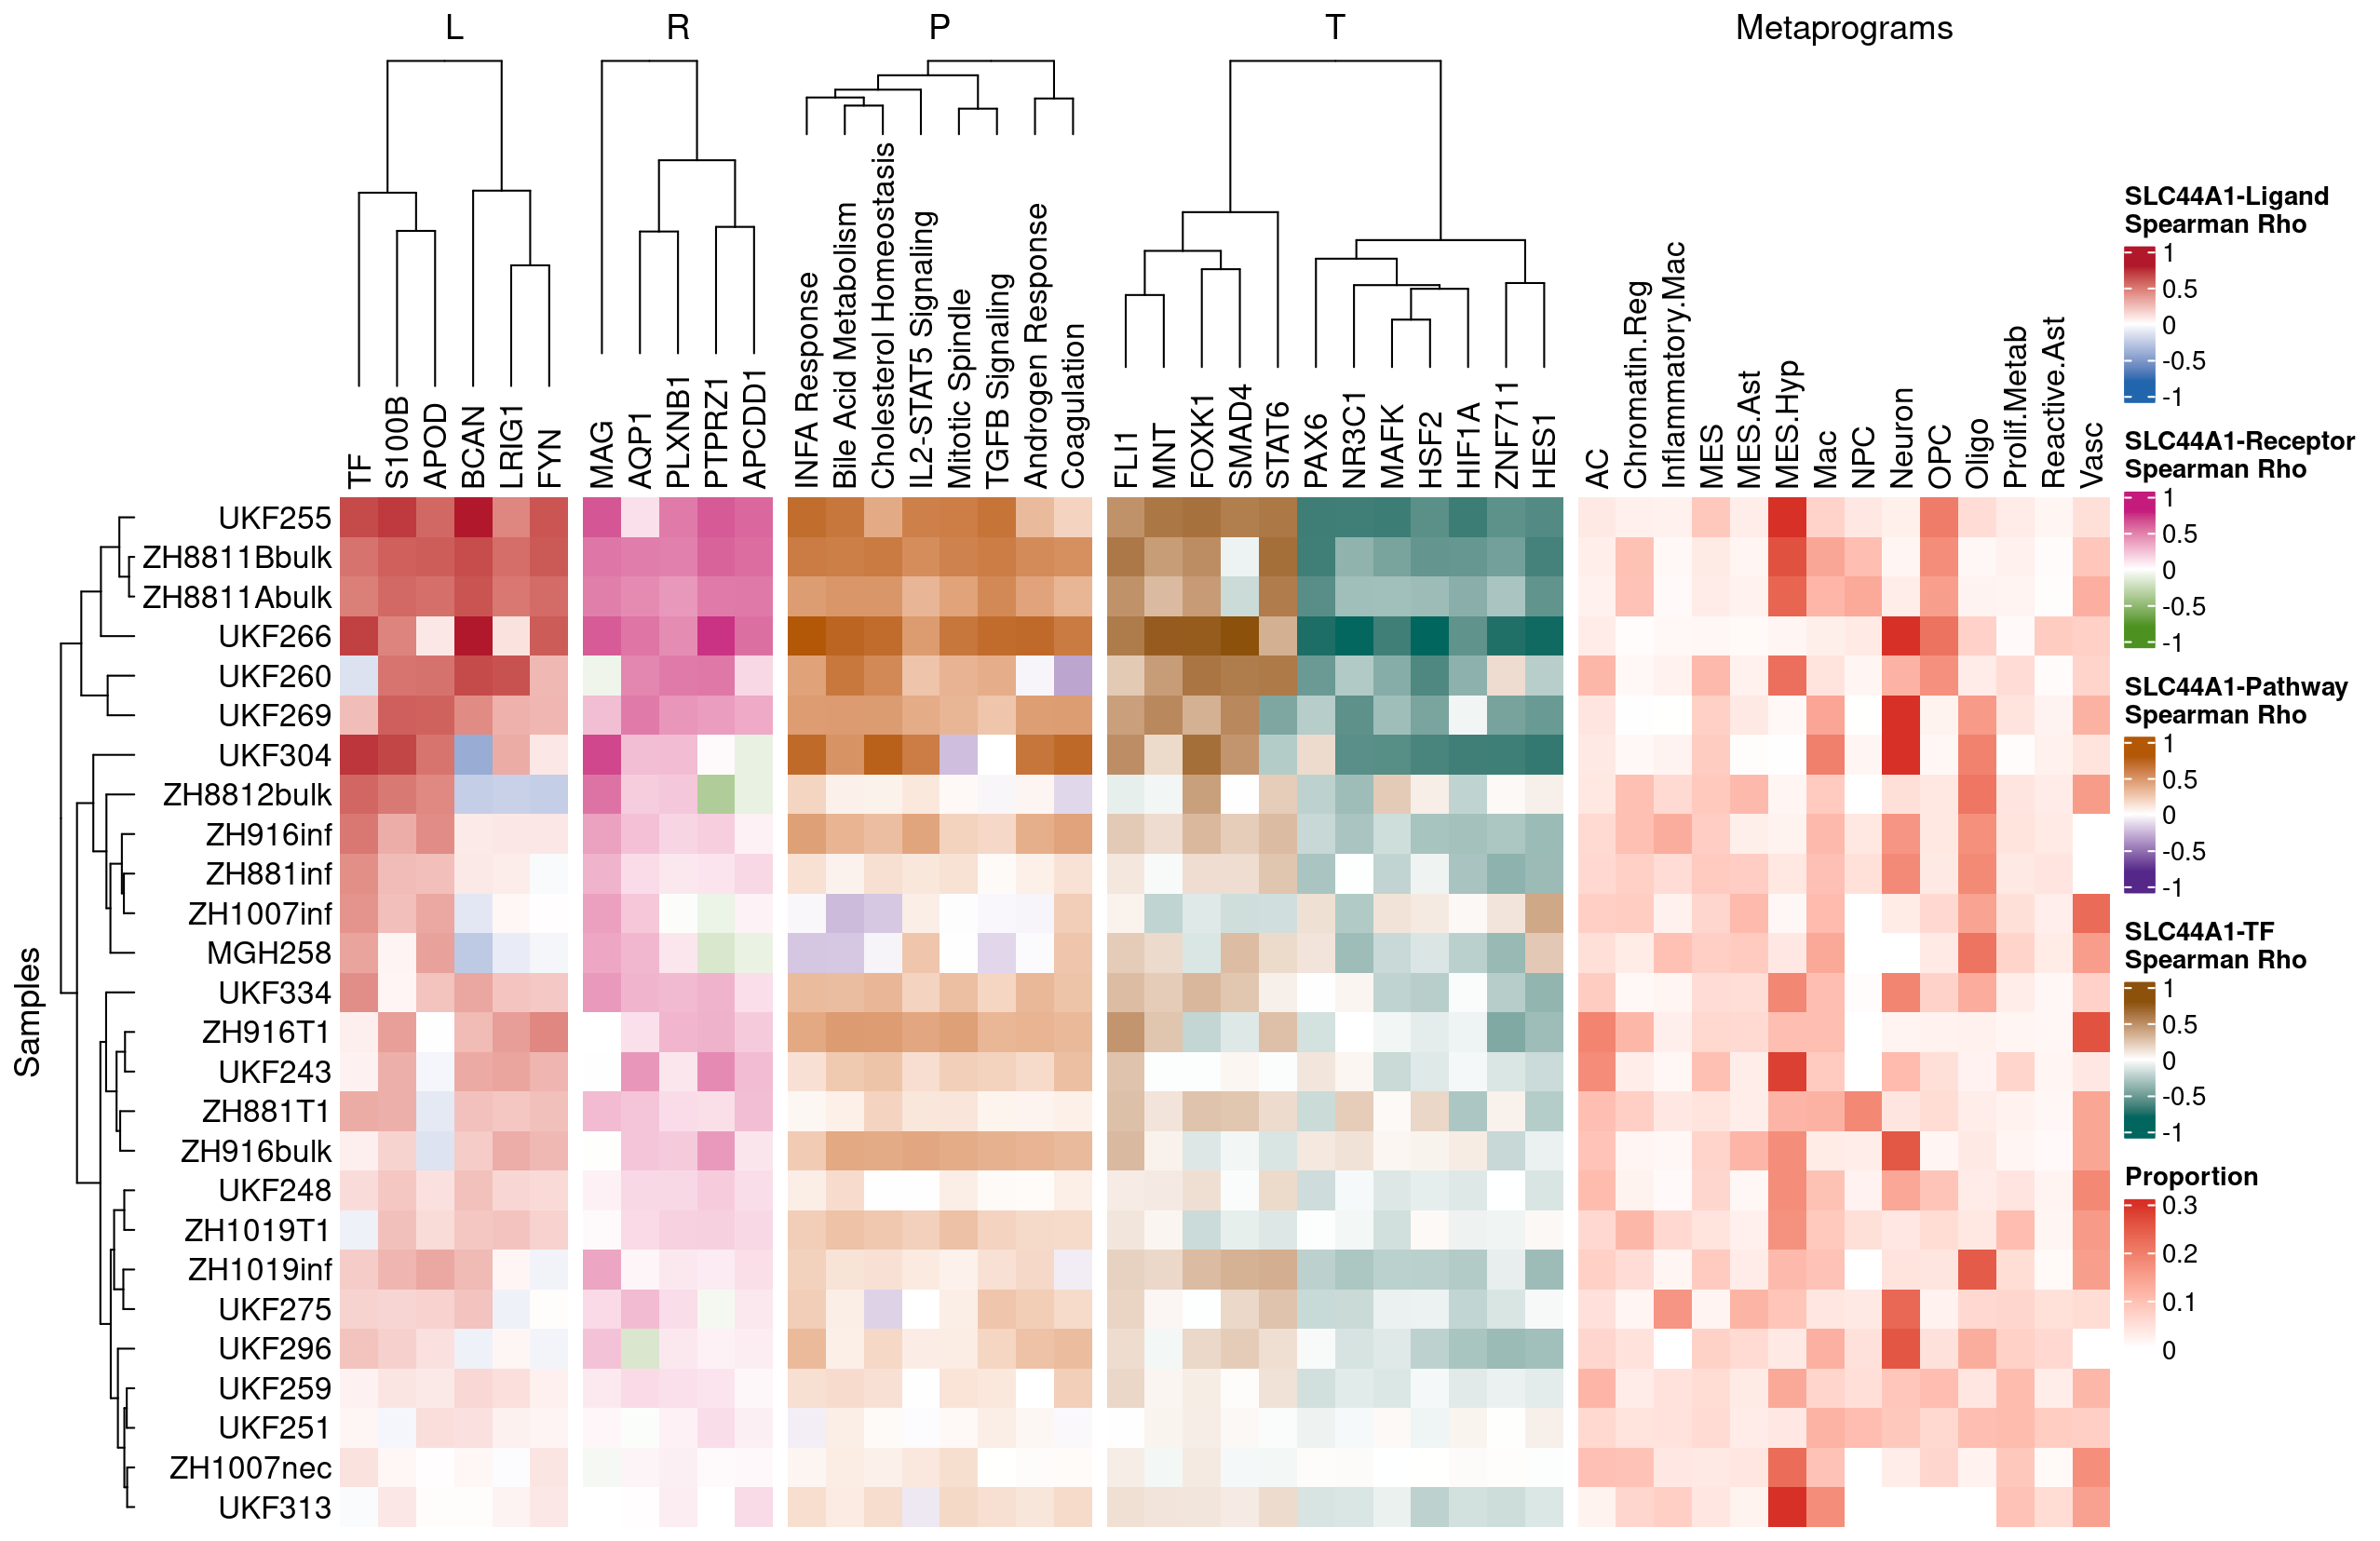 L R P T Metaprograms
TF S100B APOD BCAN LRIG1 FYN
MAG AQP1 PLXNB1 PTPRZ1 APCDD1
INFA Response
Bile Acid Metabolism
Cholesterol Homeostasis
IL2-STAT5 Signaling
Mitotic Spindle
TGFB Signaling
Androgen Response
Coagulation
FLI1 MNT FOXK1 SMAD4 STAT6 PAX6 NR3C1 MAFK HSF2 HIF1A ZNF711 HES1
AC Chromatin.Reg Inflammatory.Mac MES MES.Ast MES.Hyp Mac NPC Neuron OPC Oligo Prolif.Metab Reactive.Ast Vasc
Samples
UKF255
ZH8811Bbulk
ZH8811Abulk
UKF266
UKF260
UKF269
UKF304
ZH8812bulk
ZH916inf
ZH881inf
ZH1007inf
MGH258
UKF334
ZH916T1
UKF243
ZH881T1
ZH916bulk
UKF248
ZH1019T1
ZH1019inf
UKF275
UKF296
UKF259
UKF251
ZH1007nec
UKF313
SLC44A1-Ligand
Spearman Rho
1
0.5
0
-0.5
-1
SLC44A1-Receptor
Spearman Rho
1
0.5
0
-0.5
-1
SLC44A1-Pathway
Spearman Rho
1
0.5
0
-0.5
-1
SLC44A1-TF
Spearman Rho
1
0.5
0
-0.5
-1
Proportion
0.3
0.2
0.1
0